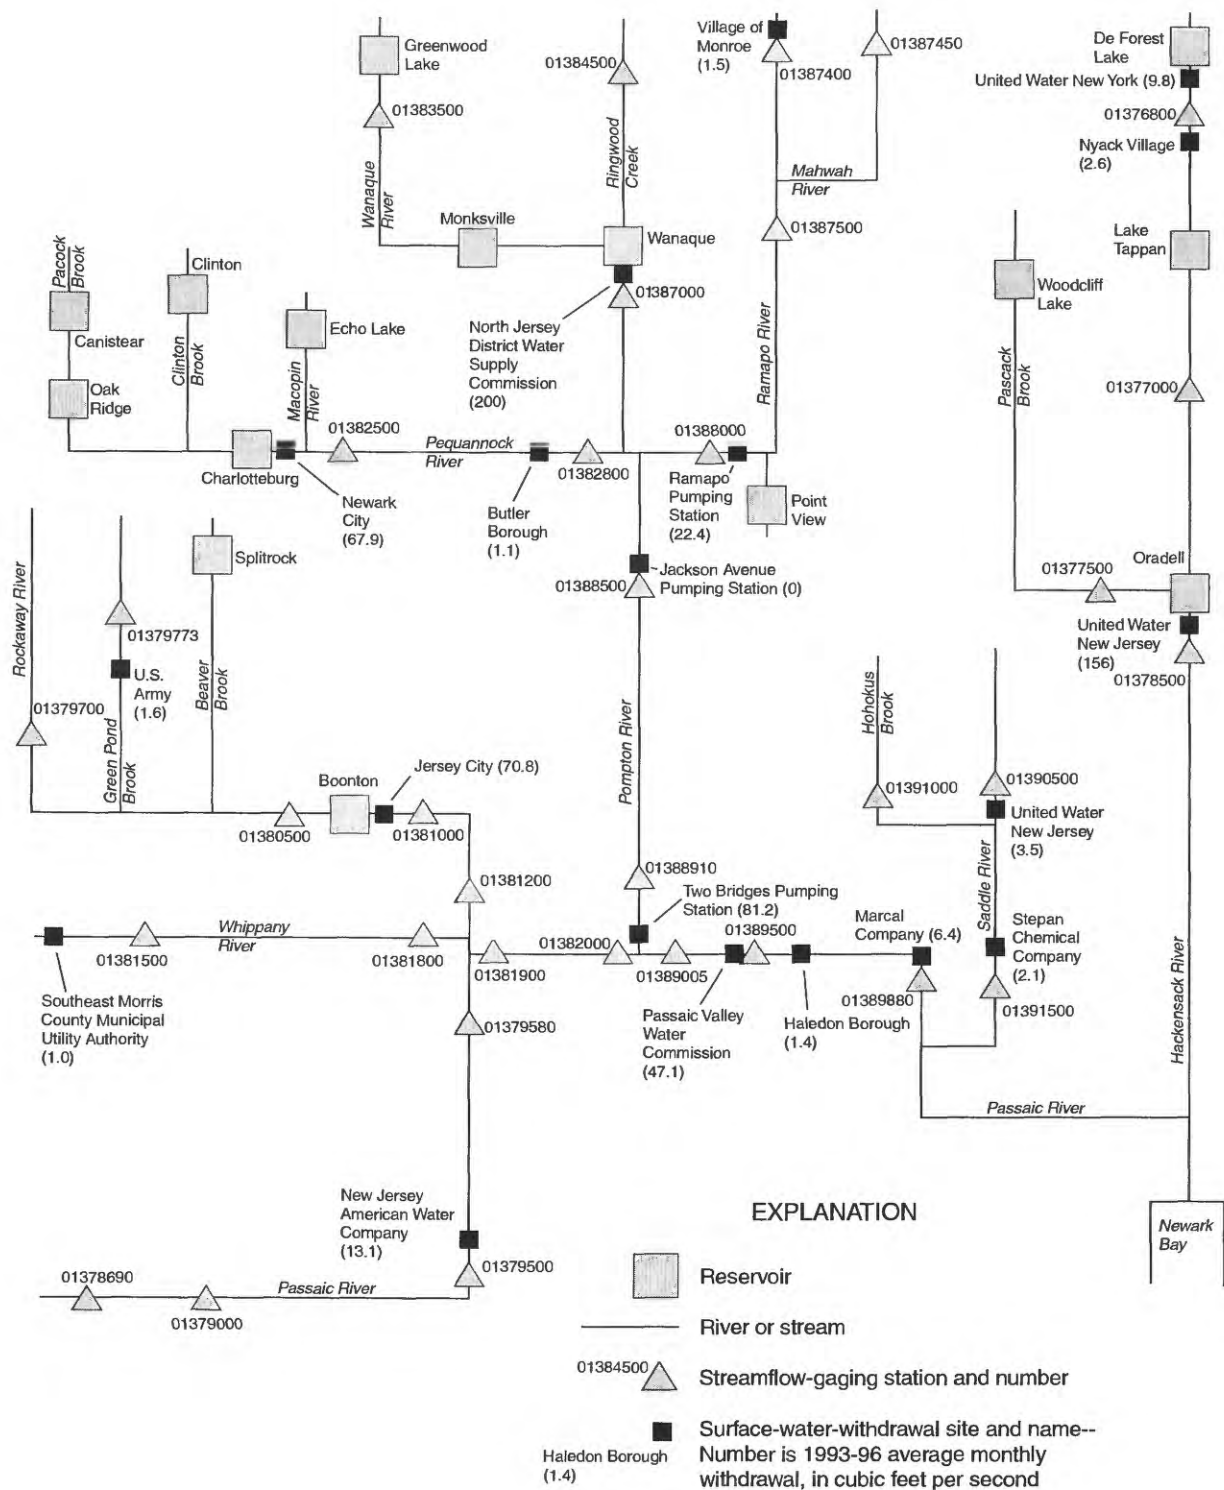 Greenwood
Lake
01384500
Village of
Monroe
(1.5)
01387400
01387450
De Forest
Lake
United Water New York (9.8)
01376800
Nyack Village
(2.6)
01383500
Ringwood
Creek
Wanaque
River
Mahwah
River
Monksville
Wanaque
01387500
Lake
Tappan
Pacock
Brook
Clinton
Woodcliff
Lake
01387000
Canistear
Clinton
Brook
Echo Lake
Macopin
River
North Jersey
District Water
Supply
Commission
(200)
Ramapo River
Pascack
Brook
01377000
Oak
Ridge
01382500
Pequannock
River
01388000
Charlotteburg
01382800
Newark
City
(67.9)
Butler
Borough
(1.1)
Ramapo
Pumping
Station
(22.4)
Point
View
Splitrock
Jackson Avenue
Pumping Station (0)
01388500
01377500
Oradell
Rockaway River
01379773
U.S.
Army
(1.6)
Beaver
Brook
United Water
New Jersey
(156)
01378500
01379700
Green Pond
Brook
Pompton River
Hohokus
Brook
Boonton
Jersey City (70.8)
01391000
01390500
01380500
01381000
United Water
New Jersey
(3.5)
01381200
01388910
Saddle River
Two Bridges Pumping
Station (81.2)
Marcal
Company (6.4)
Stepan
Chemical
Company
(2.1)
Whippany
River
01381500
01381800
01381900
01382000
01389005
01389500
01389880
01391500
Southeast Morris
County Municipal
Utility Authority
(1.0)
01379580
Passaic Valley
Water
Commission
(47.1)
Haledon Borough
(1.4)
Hackensack River
Passaic River
New Jersey
American Water
Company
(13.1)
Newark
Bay
01378690
01379000
Passaic River
01379500
EXPLANATION
Reservoir
River or stream
01384500
Streamflow-gaging station and number
Haledon Borough
(1.4)
Surface-water-withdrawal site and name--
Number is 1993-96 average monthly
withdrawal, in cubic feet per second